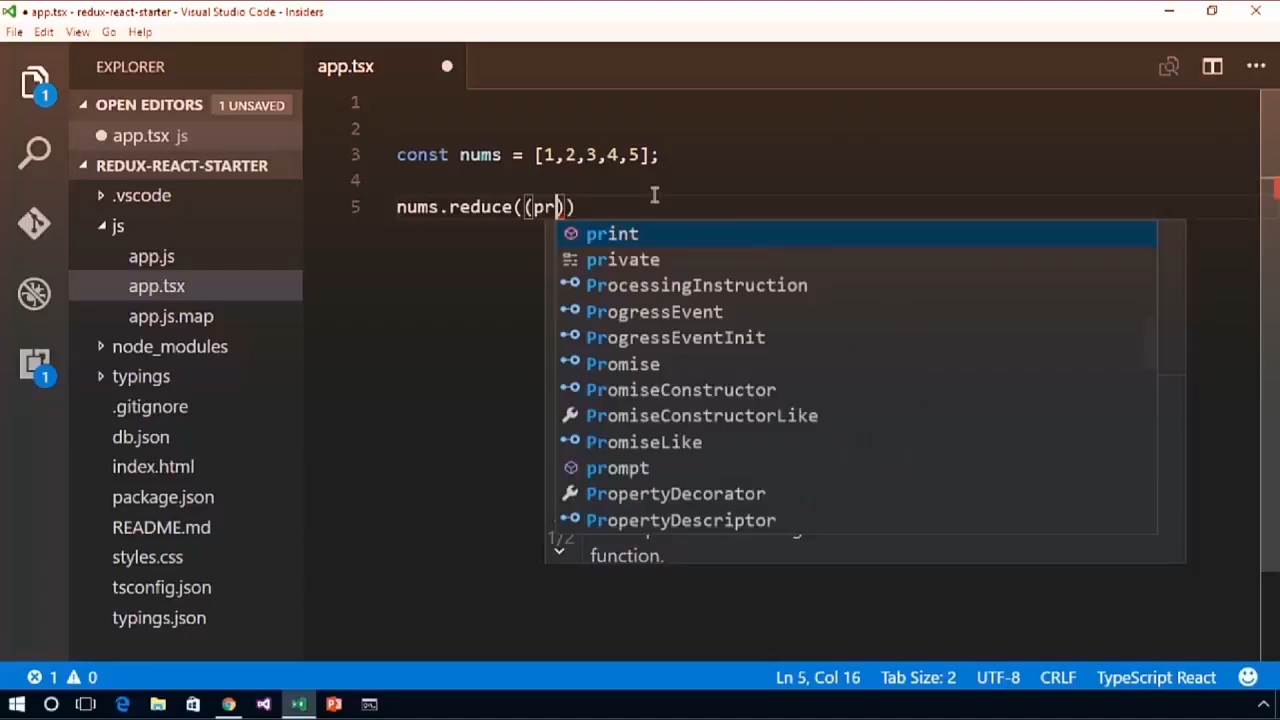 app.tsx - redux-react-starter - Visual Studio Code - Insiders
File Edit View Go Help
EXPLORER
OPEN EDITORS 1 UNSAVED
app.tsx js
REDUX-REACT-STARTER
.vscode
js
app.js
app.tsx
app.js.map
node_modules
typings
.gitignore
db.json
index.html
package.json
README.md
styles.css
tsconfig.json
typings.json
1
1
app.tsx
1
2
3 const nums = [1,2,3,4,5];
4
5 nums.reduce((pr))
print
private
ProcessingInstruction
ProgressEvent
ProgressEventInit
Promise
PromiseConstructor
PromiseConstructorLike
PromiseLike
prompt
PropertyDecorator
PropertyDescriptor
1/2
function.
1 0 Ln 5, Col 16 Tab Size: 2 UTF-8 CRLF TypeScript React